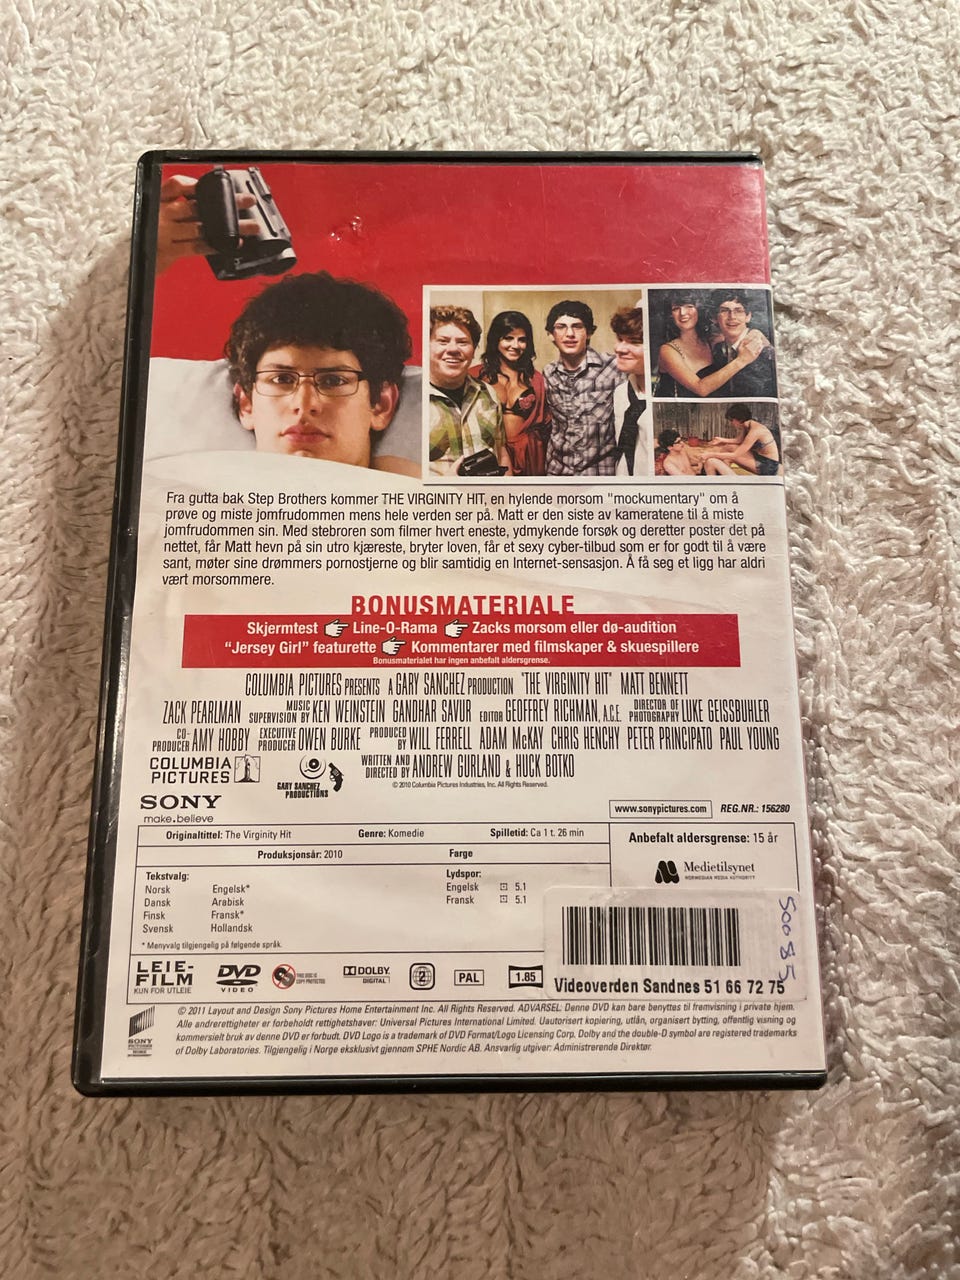 Fra gutta bak Step Brothers kommer THE VIRGINITY HIT, en hylende morsom "mockumentary" om å
prøve og miste jomfrudommen mens hele verden ser på. Matt er den siste av kameratene til å miste
jomfrudommen sin. Med stebroren som filmer hvert eneste, ydmykende forsøk og deretter poster det på
nettet, får Matt hevn på sin utro kjæreste, bryter loven, får et sexy cyber-tilbud som er for godt til å være
sant, møter sine drømmers pornostjerne og blir samtidig en Internet-sensasjon. Å få seg et ligg har aldri
vært morsommere.
BONUSMATERIALE
Skjermtest Line-O-Rama Zacks morsom eller dø-audition
"Jersey Girl" featurette Kommentarer med filmskaper & skuespillere
Bonusmaterialet har ingen anbefalt aldersgrense.
COLUMBIA PICTURES PRESENTS A GARY SANCHEZ PRODUCTION "THE VIRGINITY HIT" MATT BENNETT
ZACK PEARLMAN MUSIC SUPERVISION BY KEN WEINSTEIN GANDHAR SAVUR EDITOR GEOFFREY RICHMAN, A.C.E. DIRECTOR OF PHOTOGRAPHY LUKE GEISSBUHLER
CO-PRODUCER AMY HOBBY EXECUTIVE PRODUCER OWEN BURKE PRODUCED BY WILL FERRELL ADAM McKAY CHRIS HENCHY PETER PRINCIPATO PAUL YOUNG
COLUMBIA PICTURES
GARY SANCHEZ PRODUCTIONS
WRITTEN AND DIRECTED BY ANDREW GURLAND & HUCK BOTKO
© 2010 Columbia Pictures Industries, Inc. All Rights Reserved.
SONY
make.believe
www.sonypictures.com REG.NR.: 156280
Originaltittel: The Virginity Hit Genre: Komedie Spilletid: Ca 1 t. 26 min
Anbefalt aldersgrense: 15 år
Produksjonsår: 2010 Farge
Medietilsynet
NORWEGIAN MEDIA AUTHORITY
Tekstvalg:
Norsk Engelsk*
Dansk Arabisk
Finsk Fransk*
Svensk Hollandsk
* Menyvalg tilgjengelig på følgende språk.
Lydspor:
Engelsk 5.1
Fransk 5.1
500 85
Videoverden Sandnes 51 66 72 75
LEIE-
FILM
KUN FOR UTLEIE
DVD
VIDEO
THIS DISC IS
COPY PROTECTED
DOLBY
DIGITAL
2
PAL
1.85
SONY
PICTURES
© 2011 Layout and Design Sony Pictures Home Entertainment Inc. All Rights Reserved. ADVARSEL: Denne DVD kan bare benyttes til fremvisning i private hjem.
Alle andrerettigheter er forbeholdt rettighetshaver: Universal Pictures International Limited. Uautorisert kopiering, utlån, organisert bytting, offentlig visning og
kommersielt bruk av denne DVD er forbudt. DVD Logo is a trademark of DVD Format/Logo Licensing Corp. Dolby and the double-D symbol are registered trademarks
of Dolby Laboratories. Tilgjengelig i Norge eksklusivt gjennom SPHE Nordic AB. Ansvarlig utgiver: Administrerende Direktør.